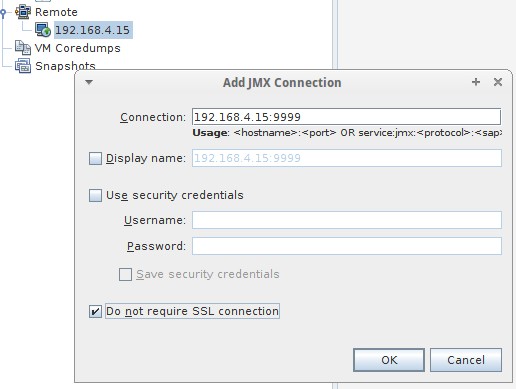 Remote
192.168.4.15
VM Coredumps
Snapshots
Add JMX Connection
Connection: 192.168.4.15:9999
Usage: <hostname>:<port> OR service:jmx:<protocol>:<sap>
Display name: 192.168.4.15:9999
Use security credentials
Username:
Password:
Save security credentials
Do not require SSL connection
OK Cancel